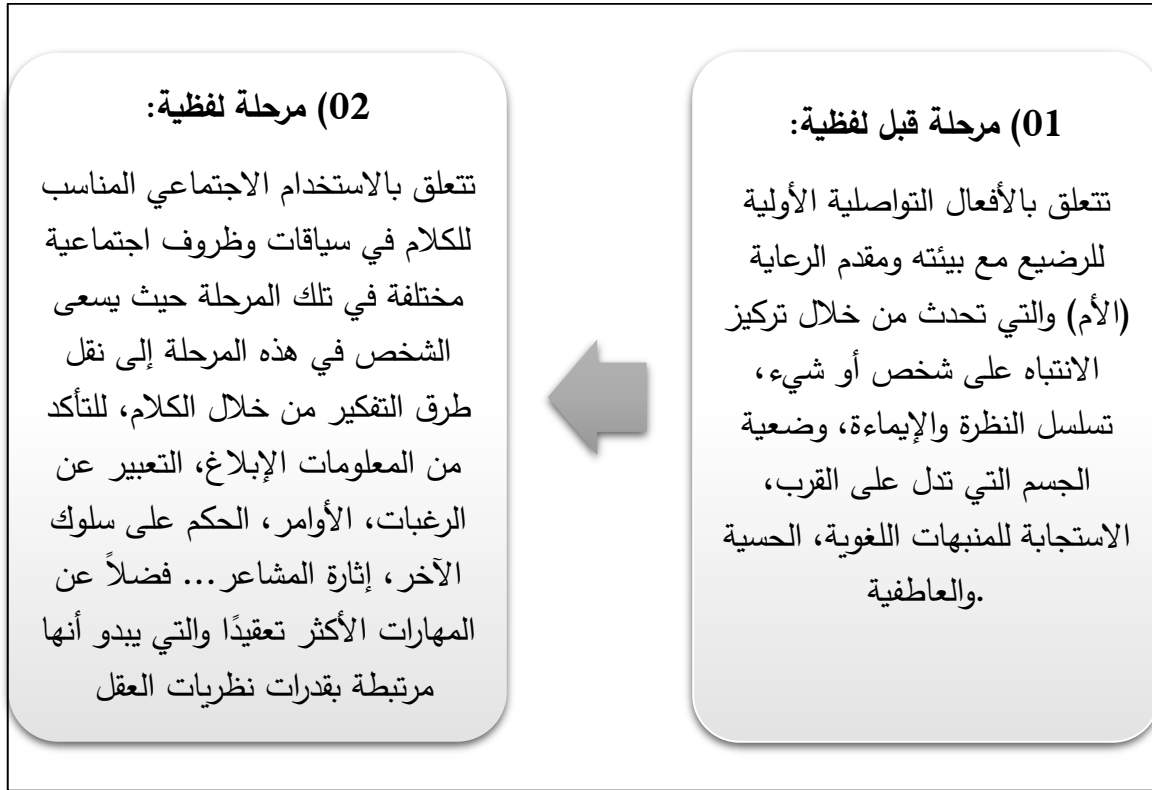 01) مرحلة قبل لفظية:
تتعلق بالأفعال التواصلية الأولية
للرضيع مع بيئته ومقدم الرعاية
(الأم) والتي تحدث من خلال تركيز
الانتباه على شخص أو شيء،
تسلسل النظرة والإيماءة، وضعية
الجسم التي تدل على القرب،
الاستجابة للمنبهات اللغوية، الحسية
والعاطفية.
02) مرحلة لفظية:
تتعلق بالاستخدام الاجتماعي المناسب
للكلام في سياقات وظروف اجتماعية
مختلفة في تلك المرحلة حيث يسعى
الشخص في هذه المرحلة إلى نقل
طرق التفكير من خلال الكلام، للتأكد
من المعلومات الإبلاغ، التعبير عن
الرغبات، الأوامر، الحكم على سلوك
الآخر، إثارة المشاعر... فضلاً عن
المهارات الأكثر تعقيدًا والتي يبدو أنها
مرتبطة بقدرات نظريات العقل